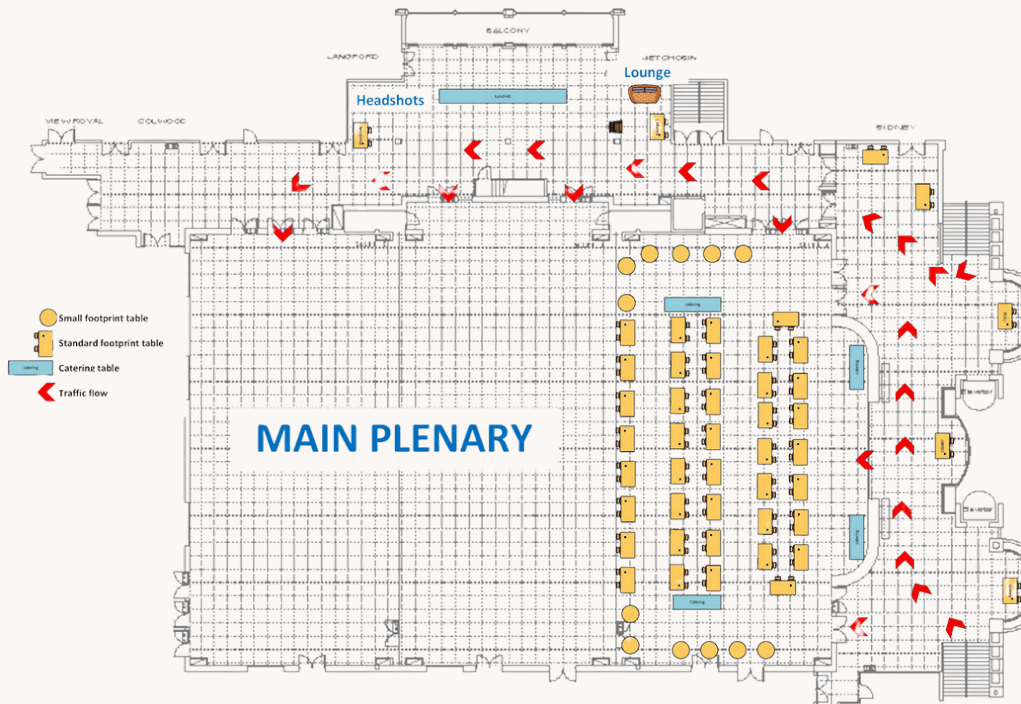 BALCONY
LANGFORD
METCHOSIN
Lounge
Headshots
VIEW ROYAL
COLWOOD
SIDNEY
catering
Small footprint table
Standard footprint table
catering
Catering table
Traffic flow
Elevator
MAIN PLENARY
Elevator
Catering